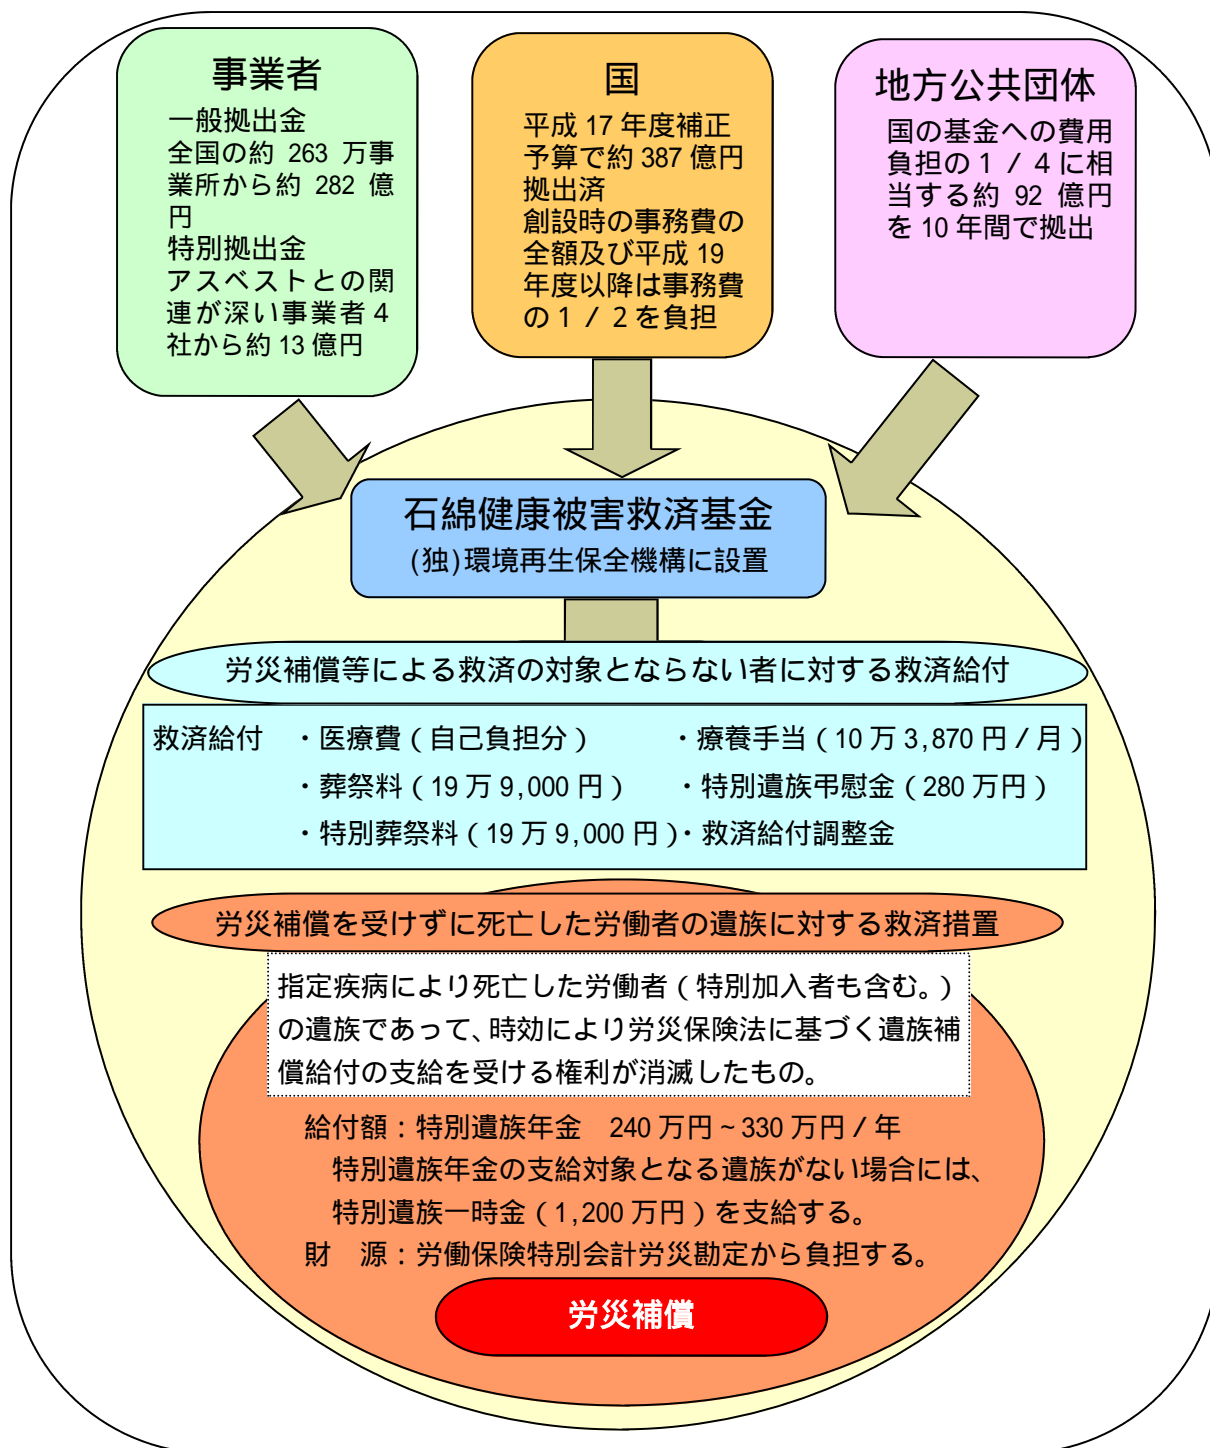 事業者
一般拠出金
全国の約 263 万事
業所から約 282 億
円
特別拠出金
アスベストとの関
連が深い事業者 4
社から約 13 億円
国
平成 17 年度補正
予算で約 387 億円
拠出済
創設時の事務費の
全額及び平成 19
年度以降は事務費
の 1 / 2 を負担
地方公共団体
国の基金への費用
負担の 1 / 4 に相
当する約 92 億円
を 10 年間で拠出
石綿健康被害救済基金
(独)環境再生保全機構に設置
労災補償等による救済の対象とならない者に対する救済給付
救済給付 ・医療費(自己負担分) ・療養手当(10 万 3,870 円 / 月)
・葬祭料(19 万 9,000 円) ・特別遺族弔慰金(280 万円)
・特別葬祭料(19 万 9,000 円)・救済給付調整金
労災補償を受けずに死亡した労働者の遺族に対する救済措置
指定疾病により死亡した労働者(特別加入者も含む。)
の遺族であって、時効により労災保険法に基づく遺族補
償給付の支給を受ける権利が消滅したもの。
給付額:特別遺族年金 240 万円~330 万円 / 年
特別遺族年金の支給対象となる遺族がない場合には、
特別遺族一時金(1,200 万円)を支給する。
財 源:労働保険特別会計労災勘定から負担する。
労災補償